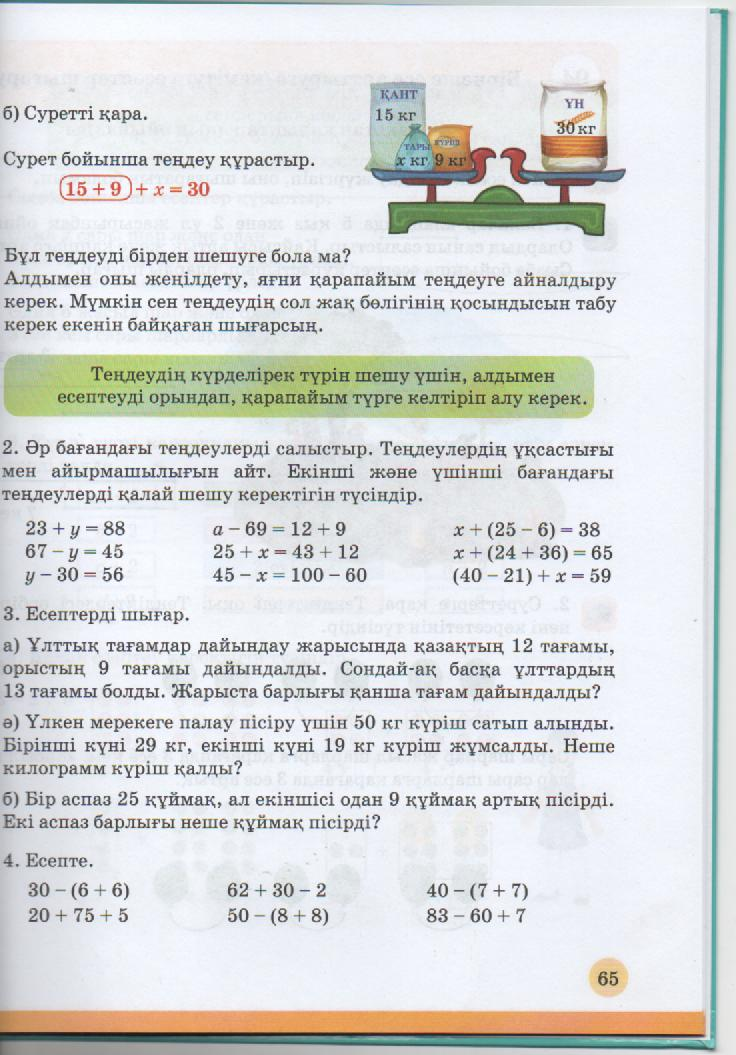 б) Суретті қара.
Сурет бойынша теңдеу құрастыр.
15 + 9 + x = 30
ҚАНТ
15 кг
ТАРЫ
x кг
КҮРІШ
9 кг
ҰН
30 кг
Бұл теңдеуді бірден шешуге бола ма?
Алдымен оны жеңілдету, яғни қарапайым теңдеуге айналдыру
керек. Мүмкін сен теңдеудің сол жақ бөлігінің қосындысын табу
керек екенін байқаған шығарсың.
Теңдеудің күрделірек түрін шешу үшін, алдымен
есептеуді орындап, қарапайым түрге келтіріп алу керек.
2. Әр бағандағы теңдеулерді салыстыр. Теңдеулердің ұқсастығы
мен айырмашылығын айт. Екінші және үшінші бағандағы
теңдеулерді қалай шешу керектігін түсіндір.
23 + y = 88 a – 69 = 12 + 9 x + (25 – 6) = 38
67 – y = 45 25 + x = 43 + 12 x + (24 + 36) = 65
y – 30 = 56 45 – x = 100 – 60 (40 – 21) + x = 59
3. Есептерді шығар.
а) Ұлттық тағамдар дайындау жарысында қазақтың 12 тағамы,
орыстың 9 тағамы дайындалды. Сондай-ақ басқа ұлттардың
13 тағамы болды. Жарыста барлығы қанша тағам дайындалды?
ә) Үлкен мерекеге палау пісіру үшін 50 кг күріш сатып алынды.
Бірінші күні 29 кг, екінші күні 19 кг күріш жұмсалды. Неше
килограмм күріш қалды?
б) Бір аспаз 25 құймақ, ал екіншісі одан 9 құймақ артық пісірді.
Екі аспаз барлығы неше құймақ пісірді?
4. Есепте.
30 – (6 + 6) 62 + 30 – 2 40 – (7 + 7)
20 + 75 + 5 50 – (8 + 8) 83 – 60 + 7
65